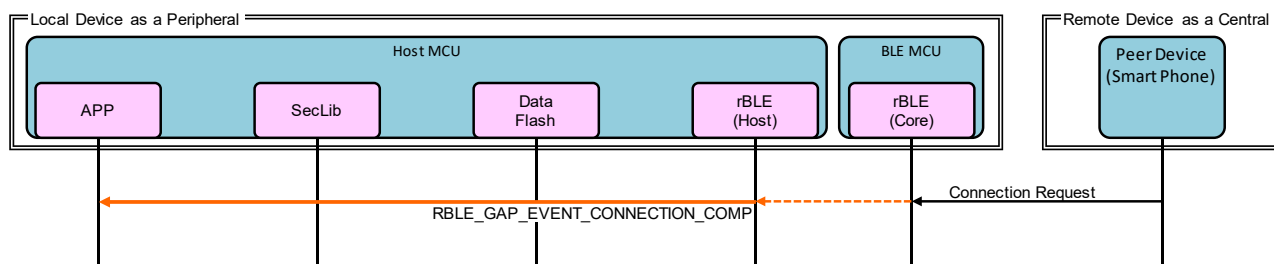 Local Device as a Peripheral
Remote Device as a Central
Host MCU
BLE MCU
Peer Device
(Smart Phone)
APP
SecLib
Data
Flash
rBLE
(Host)
rBLE
(Core)
Connection Request
RBLE_GAP_EVENT_CONNECTION_COMP